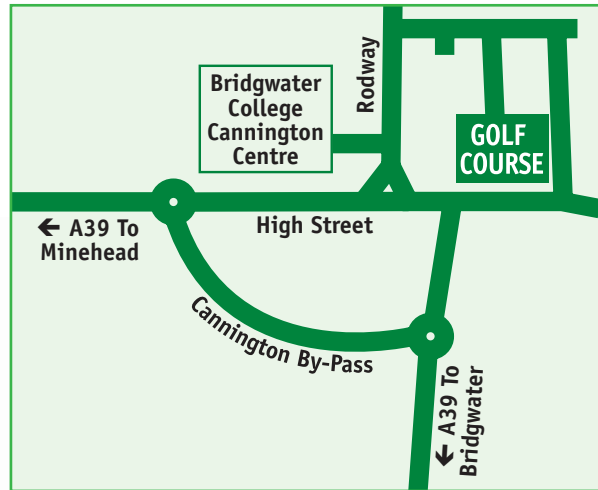 Rodway
Bridgwater
College
Cannington
Centre
GOLF
COURSE
← A39 To
Minehead
High Street
Cannington By-Pass
← A39 To
Bridgwater